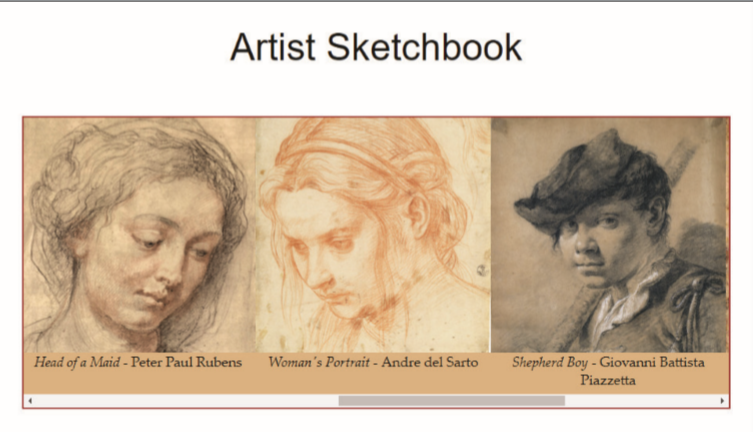 Artist Sketchbook
Head of a Maid - Peter Paul Rubens
Woman's Portrait - Andre del Sarto
Shepherd Boy - Giovanni Battista
Piazzetta